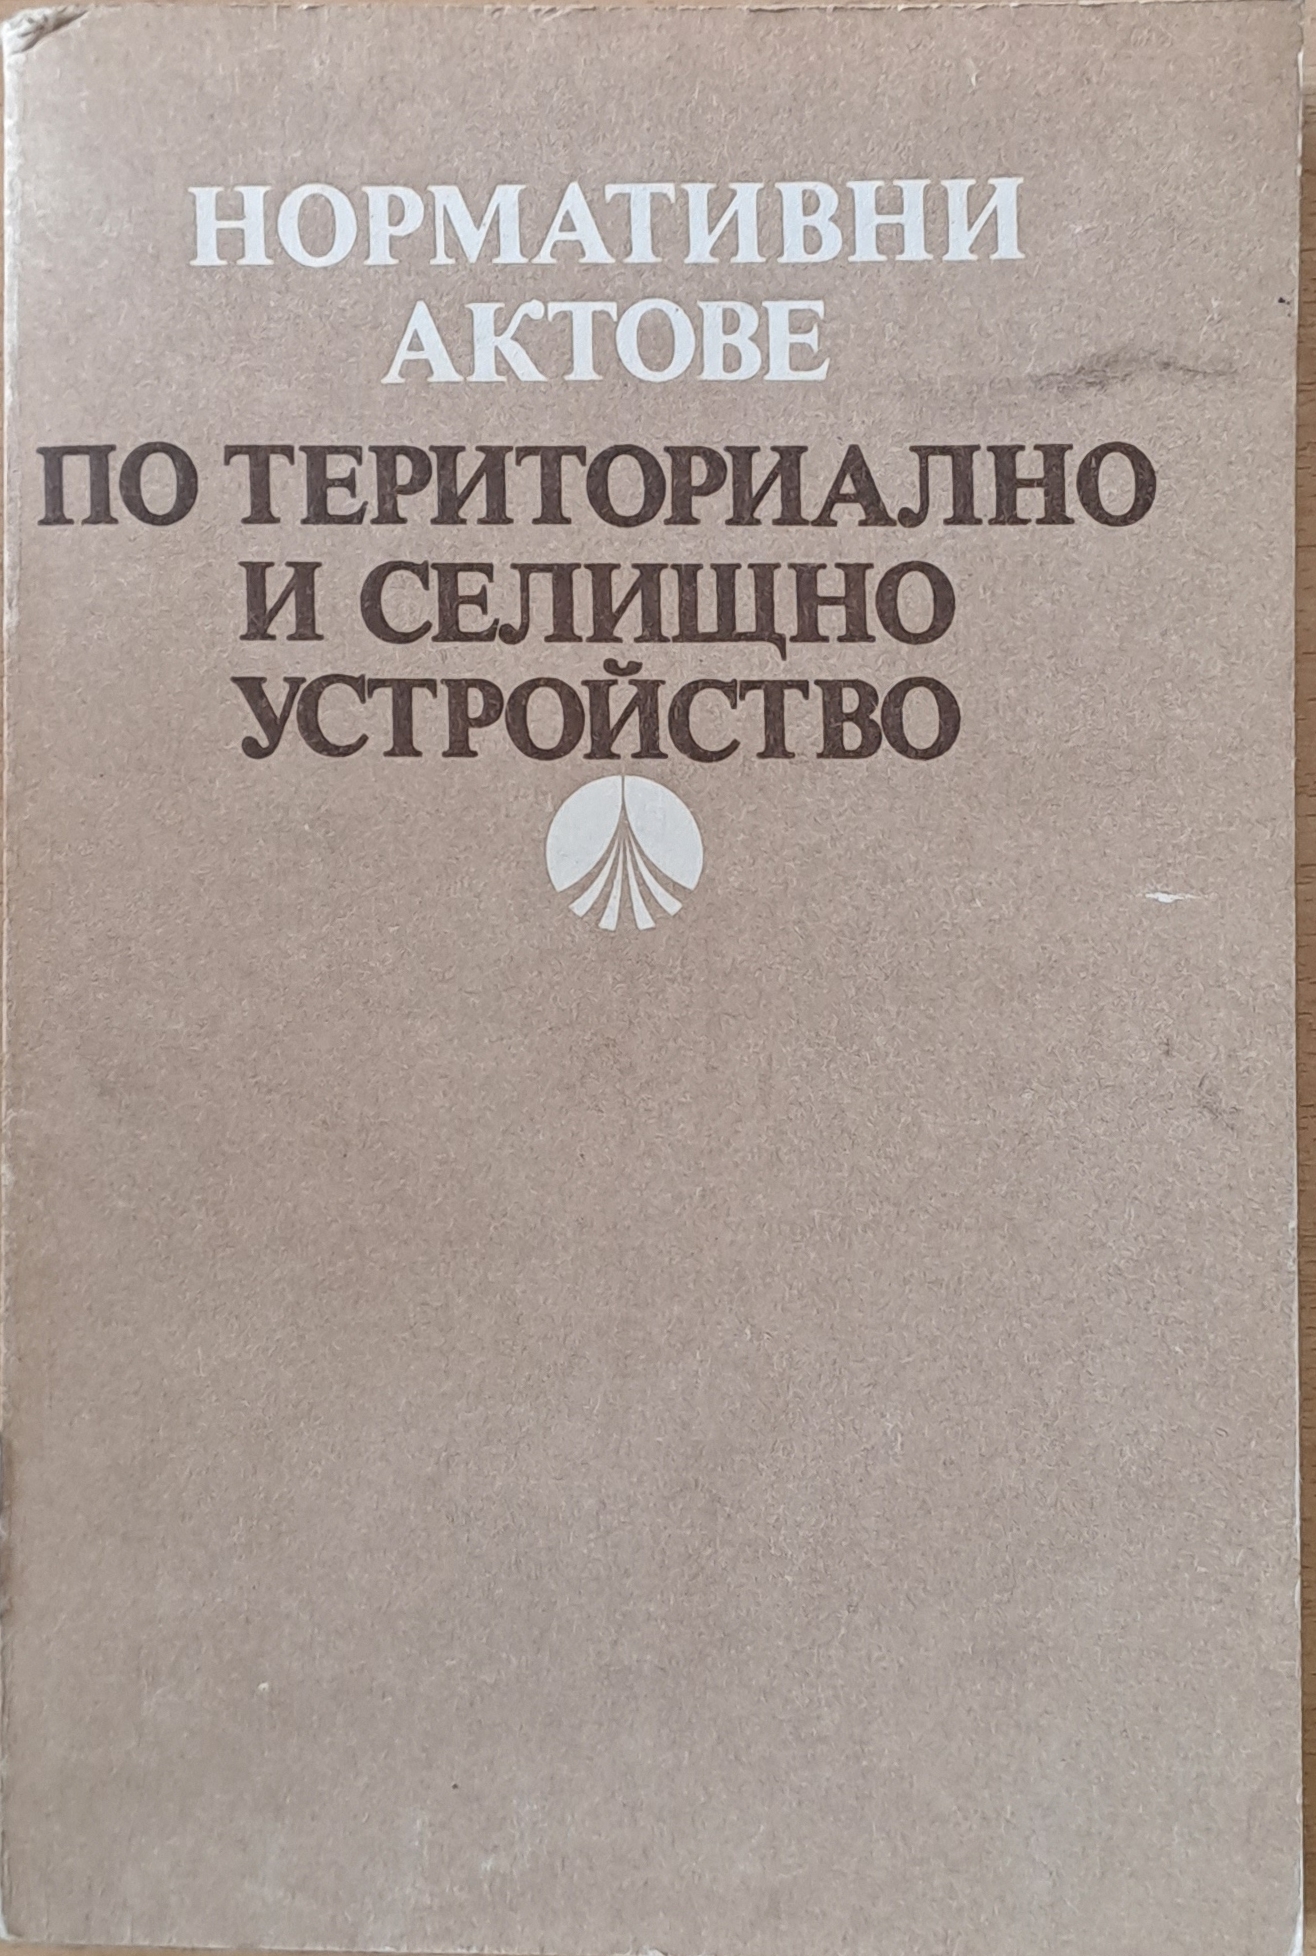 НОРМАТИВНИ
АКТОВЕ
ПО ТЕРИТОРИАЛНО
И СЕЛИЩНО
УСТРОЙСТВО